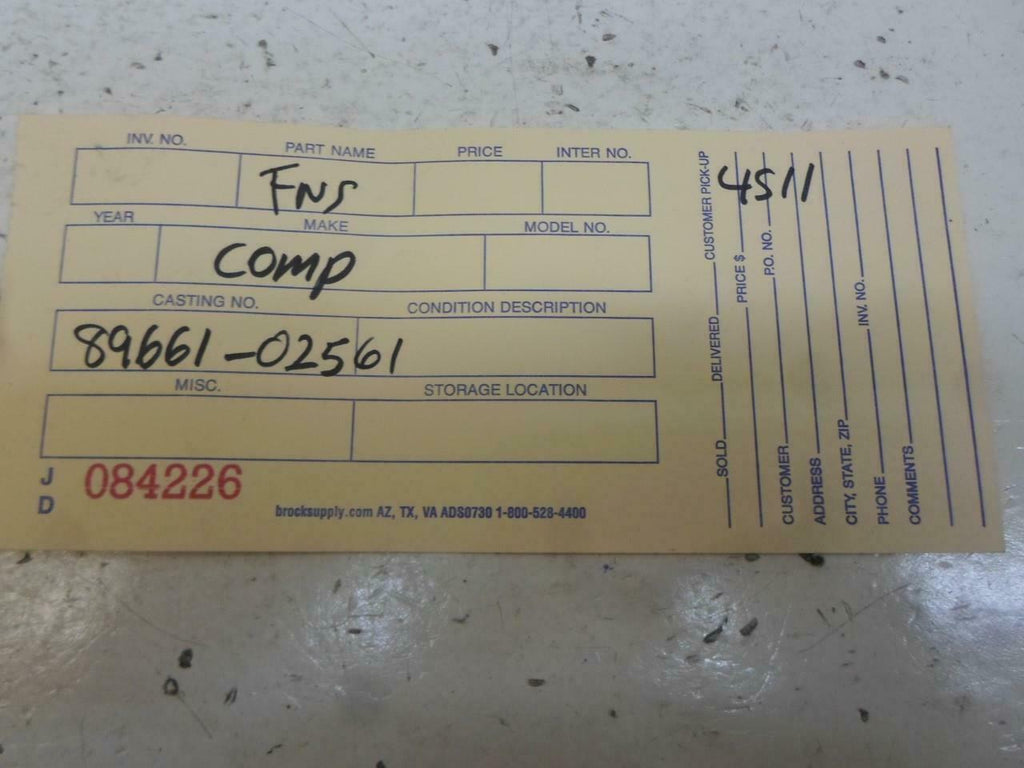 INV. NO. PART NAME PRICE INTER NO.
FNS
YEAR MAKE MODEL NO.
COMP
CASTING NO. CONDITION DESCRIPTION
89661-02561
MISC. STORAGE LOCATION
J D 084226
brocksupply.com AZ, TX, VA ADS0730 1-800-528-4400
4511
SOLD DELIVERED CUSTOMER PICK-UP
PRICE $
CUSTOMER P.O. NO.
ADDRESS
CITY, STATE, ZIP INV. NO.
PHONE
COMMENTS